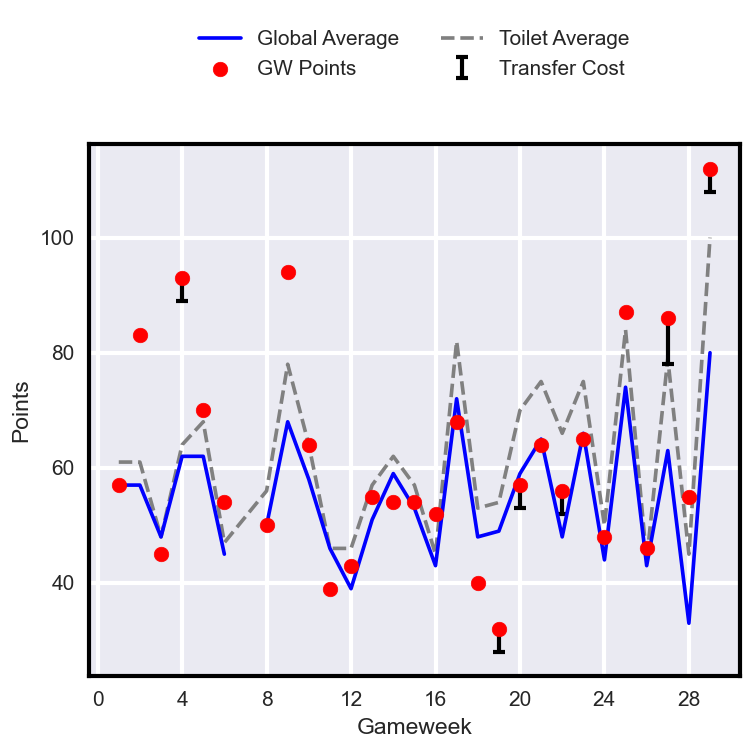 Global Average
Toilet Average
GW Points
Transfer Cost
100
80
60
40
Points
0 4 8 12 16 20 24 28
Gameweek